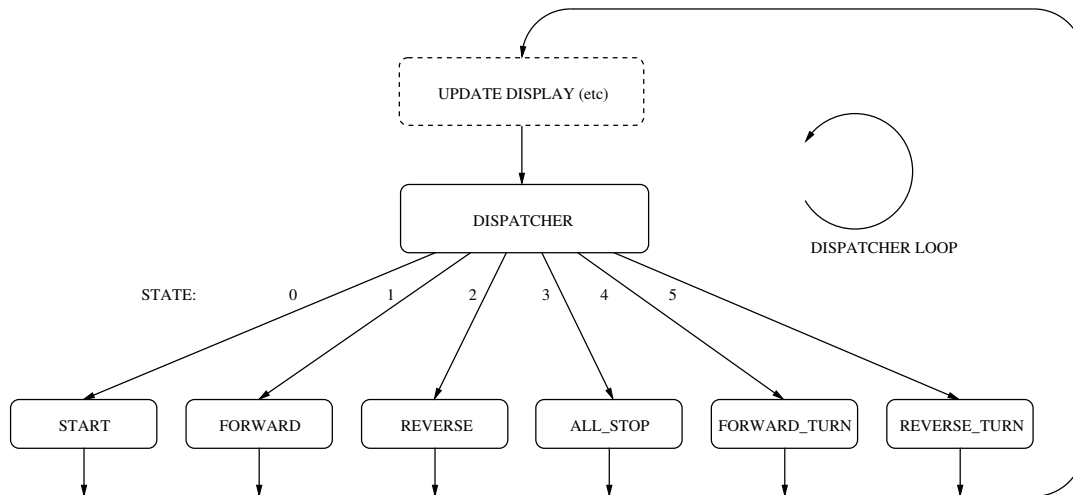 UPDATE DISPLAY (etc)
DISPATCHER
DISPATCHER LOOP
STATE: 0 1 2 3 4 5
START FORWARD REVERSE ALL_STOP FORWARD_TURN REVERSE_TURN